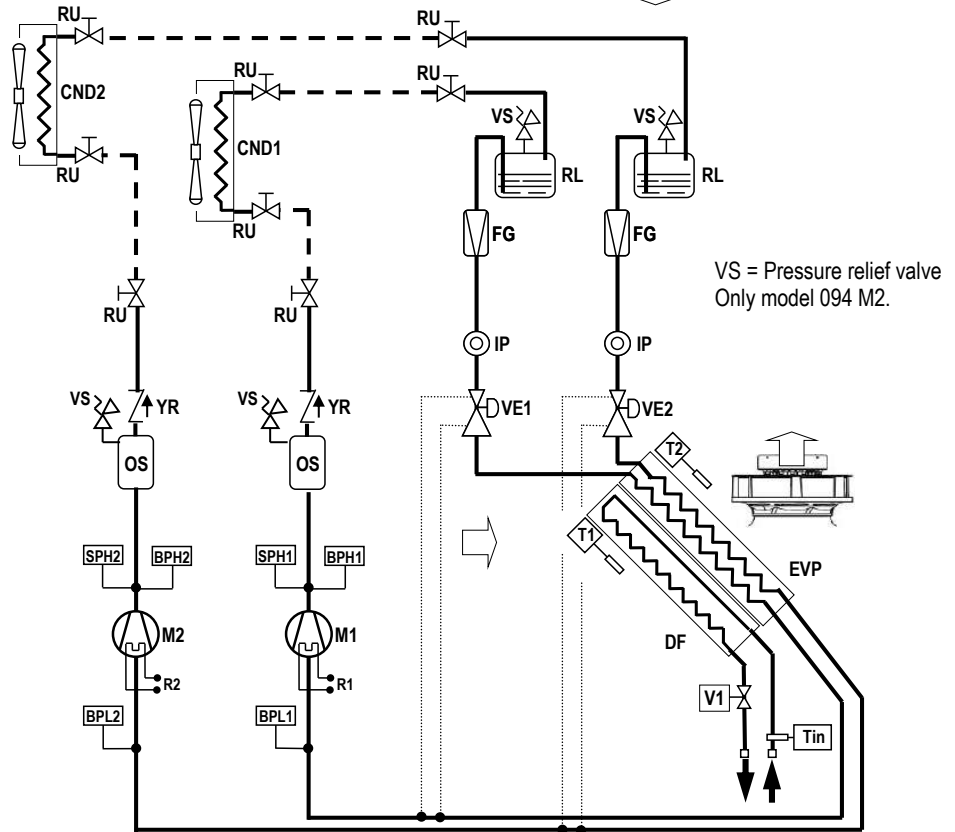 RU
RU
CND2
RU
RU
VS
VS
CND1
RL
RL
RU
RU
FG
FG
VS = Pressure relief valve
Only model 094 M2.
RU
RU
IP
IP
VS
YR
VS
YR
VE1
VE2
OS
OS
T2
T1
SPH2
BPH2
SPH1
BPH1
EVP
M2
M1
DF
R2
R1
V1
BPL2
BPL1
Tin